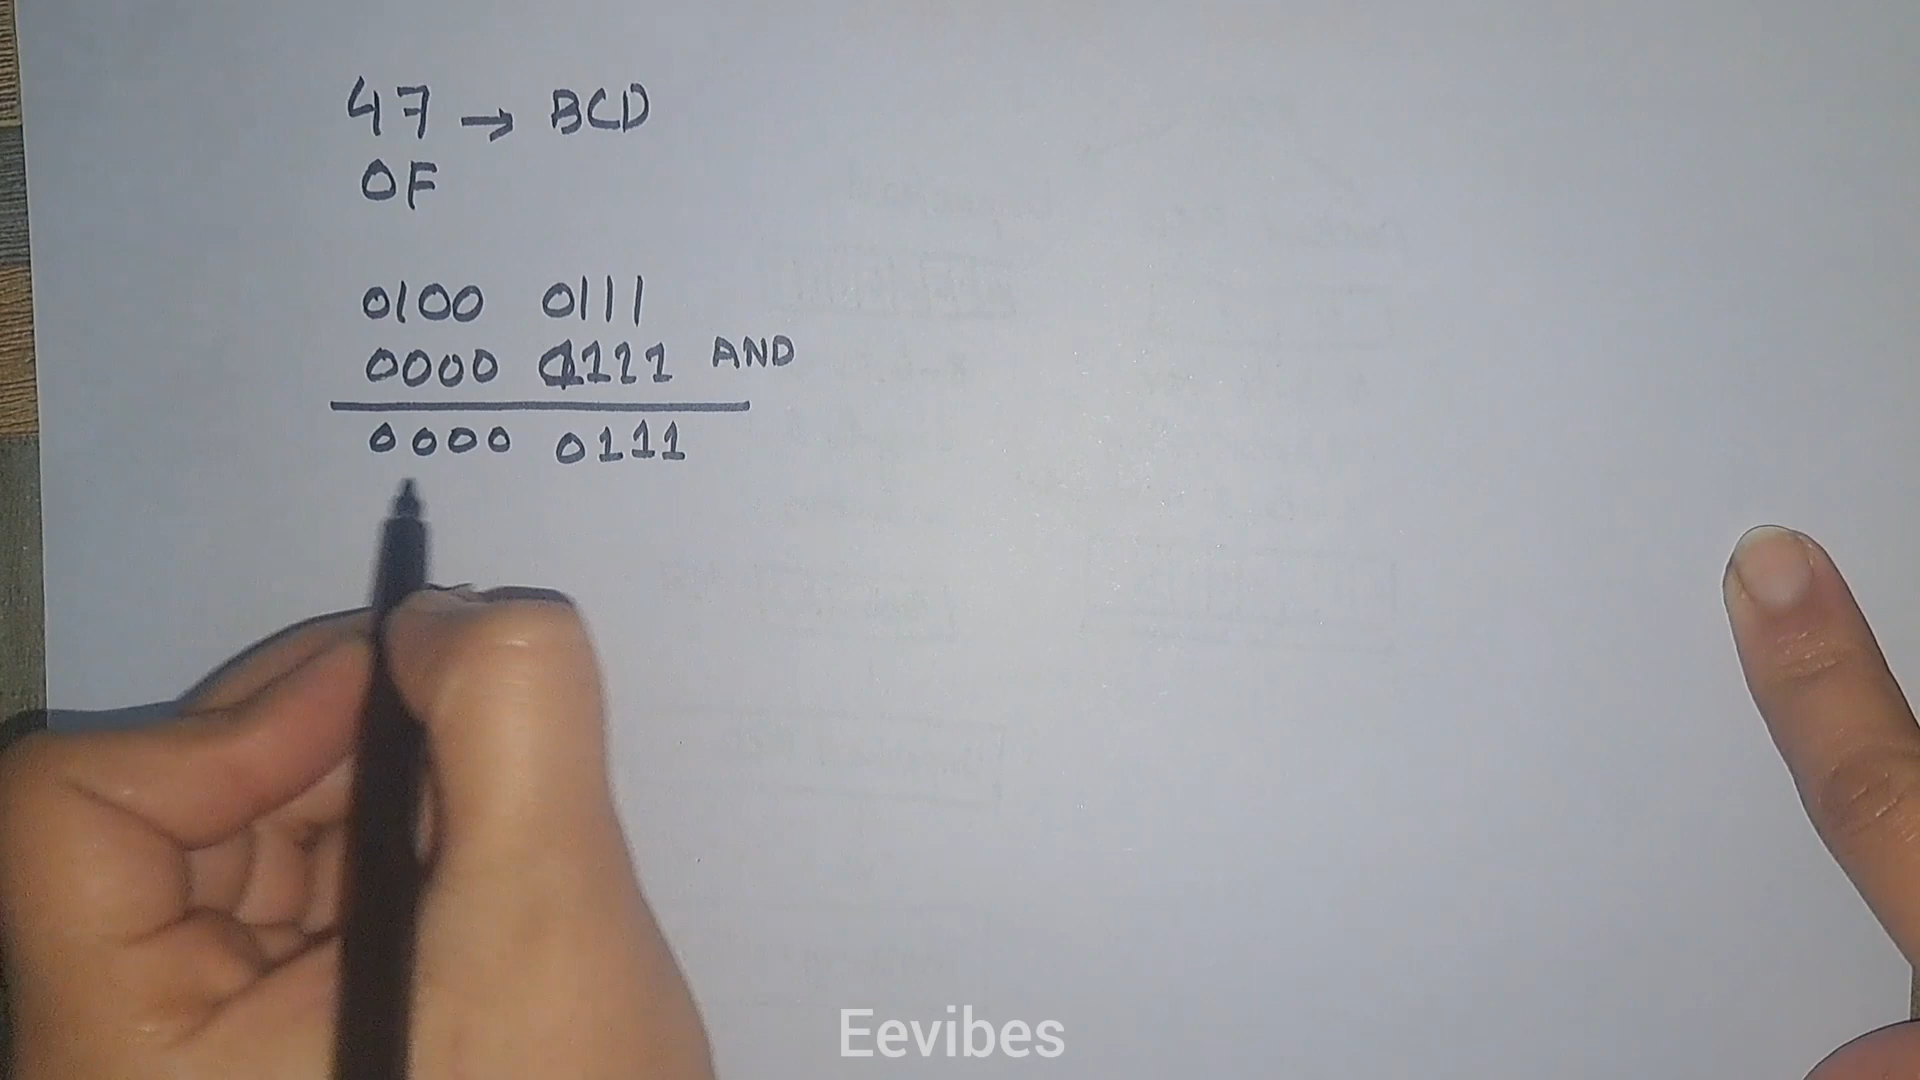 47 → BCD
0F
0100 0111
0000 1111 AND
0000 0111
Eevibes